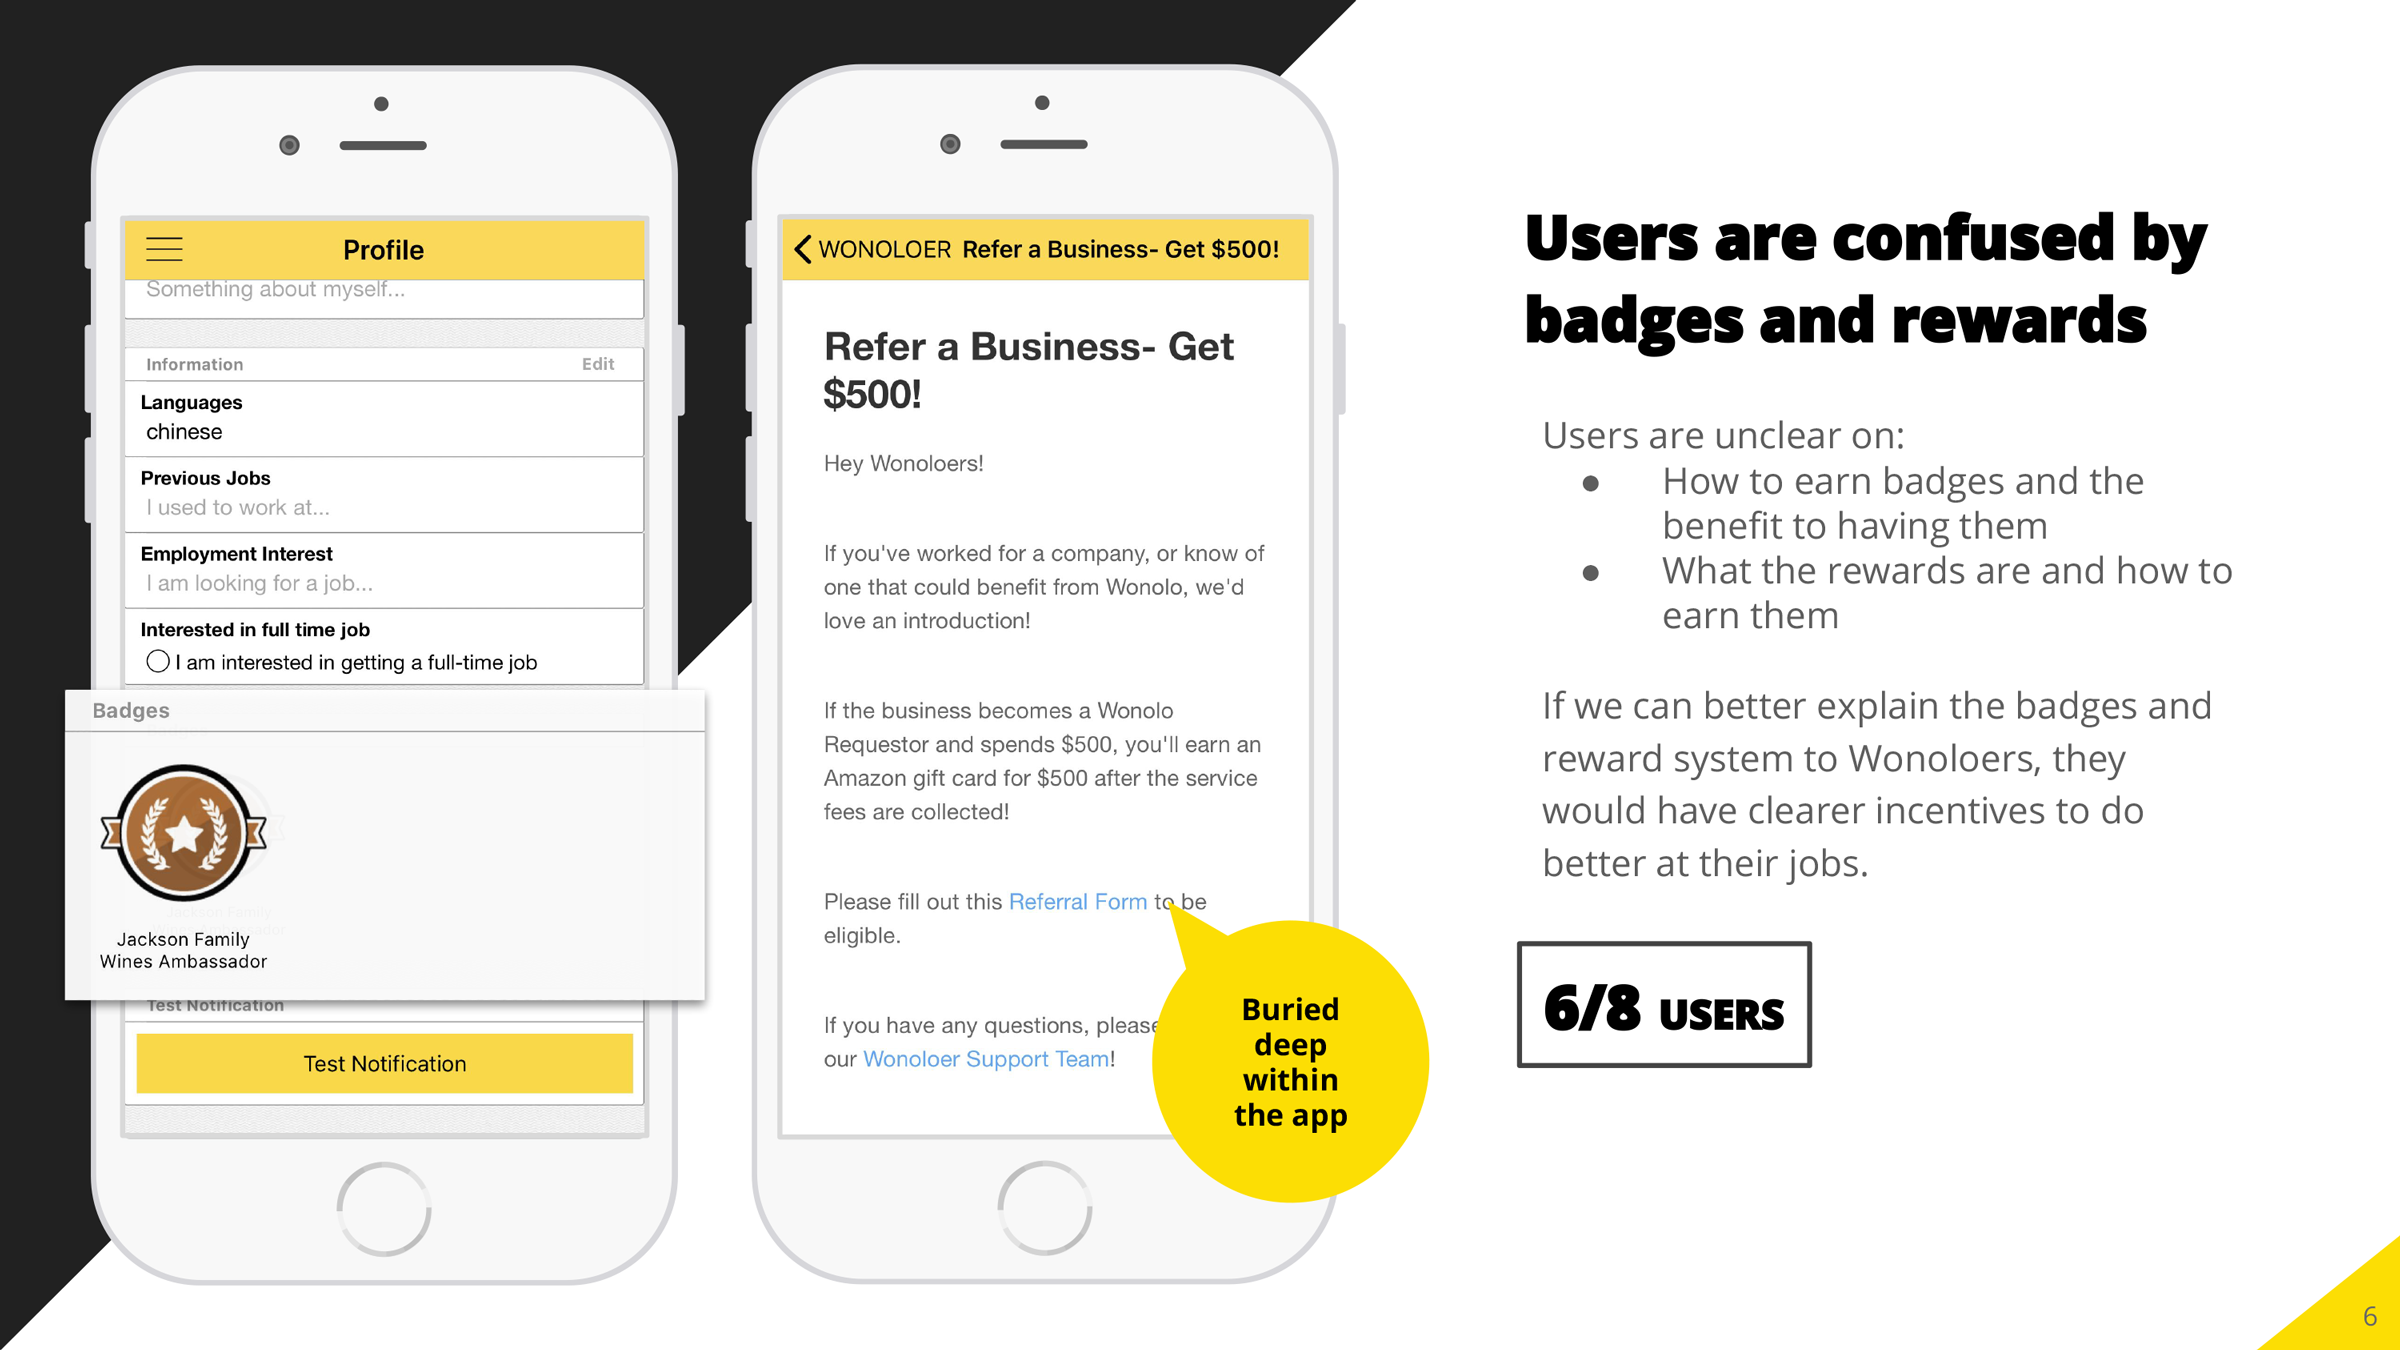 Profile
Something about myself...
Information Edit
Languages
chinese
Previous Jobs
I used to work at...
Employment Interest
I am looking for a job...
Interested in full time job
I am interested in getting a full-time job
Badges
Jackson Family
Wines Ambassador
Test Notification
Test Notification
WONOLOER Refer a Business- Get $500!
Refer a Business- Get
$500!
Hey Wonoloers!
If you've worked for a company, or know of
one that could benefit from Wonolo, we'd
love an introduction!
If the business becomes a Wonolo
Requestor and spends $500, you'll earn an
Amazon gift card for $500 after the service
fees are collected!
Please fill out this Referral Form to be
eligible.
If you have any questions, please
our Wonoloer Support Team!
Buried
deep
within
the app
Users are confused by
badges and rewards
Users are unclear on:
● How to earn badges and the
benefit to having them
● What the rewards are and how to
earn them
If we can better explain the badges and
reward system to Wonoloers, they
would have clearer incentives to do
better at their jobs.
6/8 USERS
6